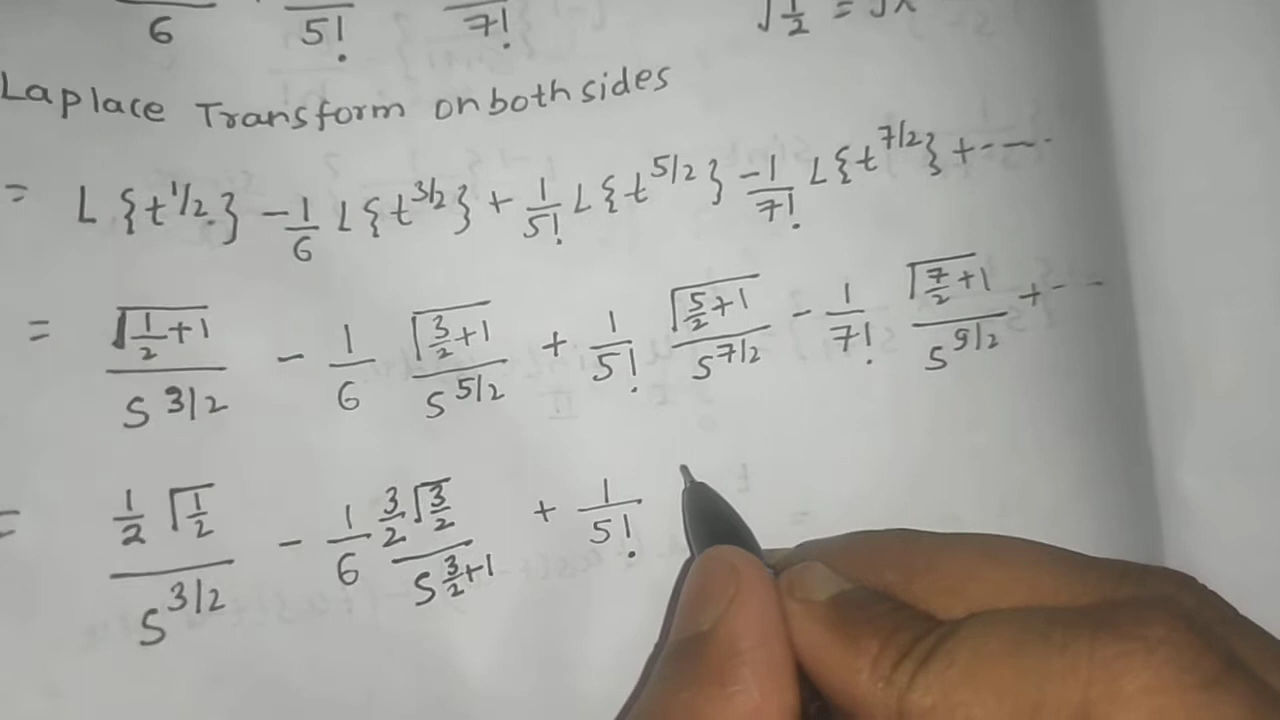 6 5! 7! √1/2 = √π
Laplace Transform on both sides
= L{t^1/2} - 1/6 L{t^3/2} + 1/5! L{t^5/2} - 1/7! L{t^7/2} + ----
= √(1/2+1)/s^3/2 - 1/6 √(3/2+1)/s^5/2 + 1/5! √(5/2+1)/s^7/2 - 1/7! √(7/2+1)/s^9/2 + ---
= 1/2 √1/2 / s^3/2 - 1/6 3/2 √3/2 / s^3/2+1 + 1/5!